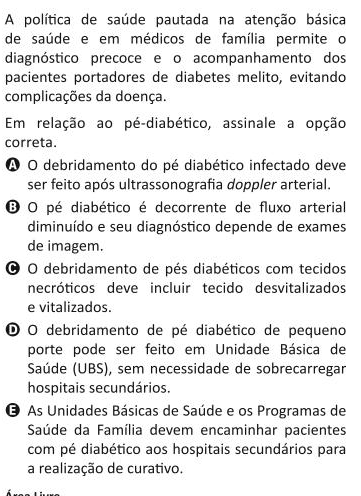 A política de saúde pautada na atenção básica
de saúde e em médicos de família permite o
diagnóstico precoce e o acompanhamento dos
pacientes portadores de diabetes melito, evitando
complicações da doença.
Em relação ao pé-diabético, assinale a opção
correta.
A O debridamento do pé diabético infectado deve
ser feito após ultrassonografia doppler arterial.
B O pé diabético é decorrente de fluxo arterial
diminuído e seu diagnóstico depende de exames
de imagem.
C O debridamento de pés diabéticos com tecidos
necróticos deve incluir tecido desvitalizados
e vitalizados.
D O debridamento de pé diabético de pequeno
porte pode ser feito em Unidade Básica de
Saúde (UBS), sem necessidade de sobrecarregar
hospitais secundários.
E As Unidades Básicas de Saúde e os Programas de
Saúde da Família devem encaminhar pacientes
com pé diabético aos hospitais secundários para
a realização de curativo.
Área Livre